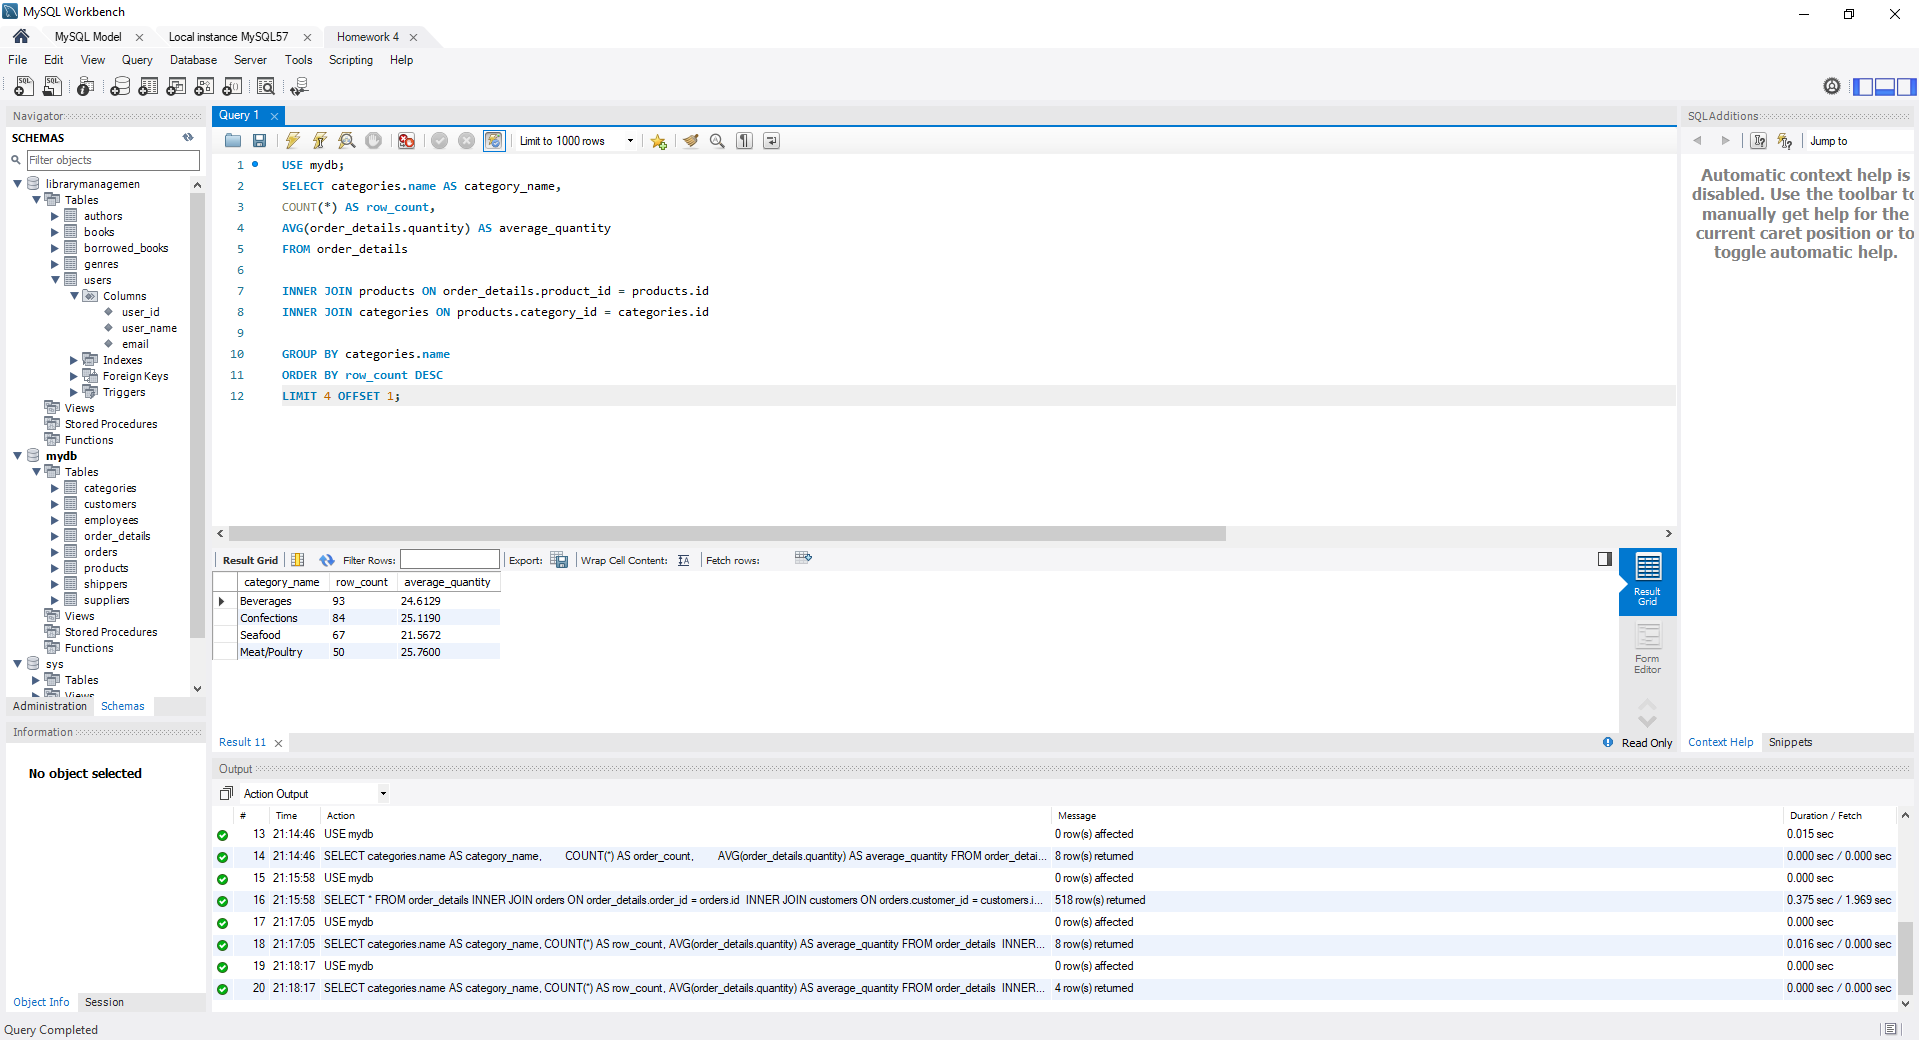 MySQL Workbench
MySQL Model
Local instance MySQL57
Homework 4
File Edit View Query Database Server Tools Scripting Help
Navigator
SCHEMAS
Filter objects
librarymanagemen
Tables
authors
books
borrowed_books
genres
users
Columns
user_id
user_name
email
Indexes
Foreign Keys
Triggers
Views
Stored Procedures
Functions
mydb
Tables
categories
customers
employees
order_details
orders
products
shippers
suppliers
Views
Stored Procedures
Functions
sys
Tables
Views
Administration Schemas
Information
No object selected
Object Info Session
Query Completed
Query 1
Limit to 1000 rows
1 USE mydb;
2 SELECT categories.name AS category_name,
3 COUNT(*) AS row_count,
4 AVG(order_details.quantity) AS average_quantity
5 FROM order_details
6
7 INNER JOIN products ON order_details.product_id = products.id
8 INNER JOIN categories ON products.category_id = categories.id
9
10 GROUP BY categories.name
11 ORDER BY row_count DESC
12 LIMIT 4 OFFSET 1;
Result Grid Filter Rows: Export: Wrap Cell Content: Fetch rows:
category_name row_count average_quantity
Beverages 93 24.6129
Confections 84 25.1190
Seafood 67 21.5672
Meat/Poultry 50 25.7600
Result
Grid
Form
Editor
Result 11
Read Only
SQLAdditions
Jump to
Automatic context help is
disabled. Use the toolbar to
manually get help for the
current caret position or to
toggle automatic help.
Context Help Snippets
Output
Action Output
# Time Action Message Duration / Fetch
13 21:14:46 USE mydb 0 row(s) affected 0.015 sec
14 21:14:46 SELECT categories.name AS category_name, COUNT(*) AS order_count, AVG(order_details.quantity) AS average_quantity FROM order_detai... 8 row(s) returned 0.000 sec / 0.000 sec
15 21:15:58 USE mydb 0 row(s) affected 0.000 sec
16 21:15:58 SELECT * FROM order_details INNER JOIN orders ON order_details.order_id = orders.id INNER JOIN customers ON orders.customer_id = customers.i... 518 row(s) returned 0.375 sec / 1.969 sec
17 21:17:05 USE mydb 0 row(s) affected 0.000 sec
18 21:17:05 SELECT categories.name AS category_name, COUNT(*) AS row_count, AVG(order_details.quantity) AS average_quantity FROM order_details INNER... 8 row(s) returned 0.016 sec / 0.000 sec
19 21:18:17 USE mydb 0 row(s) affected 0.000 sec
20 21:18:17 SELECT categories.name AS category_name, COUNT(*) AS row_count, AVG(order_details.quantity) AS average_quantity FROM order_details INNER... 4 row(s) returned 0.000 sec / 0.000 sec